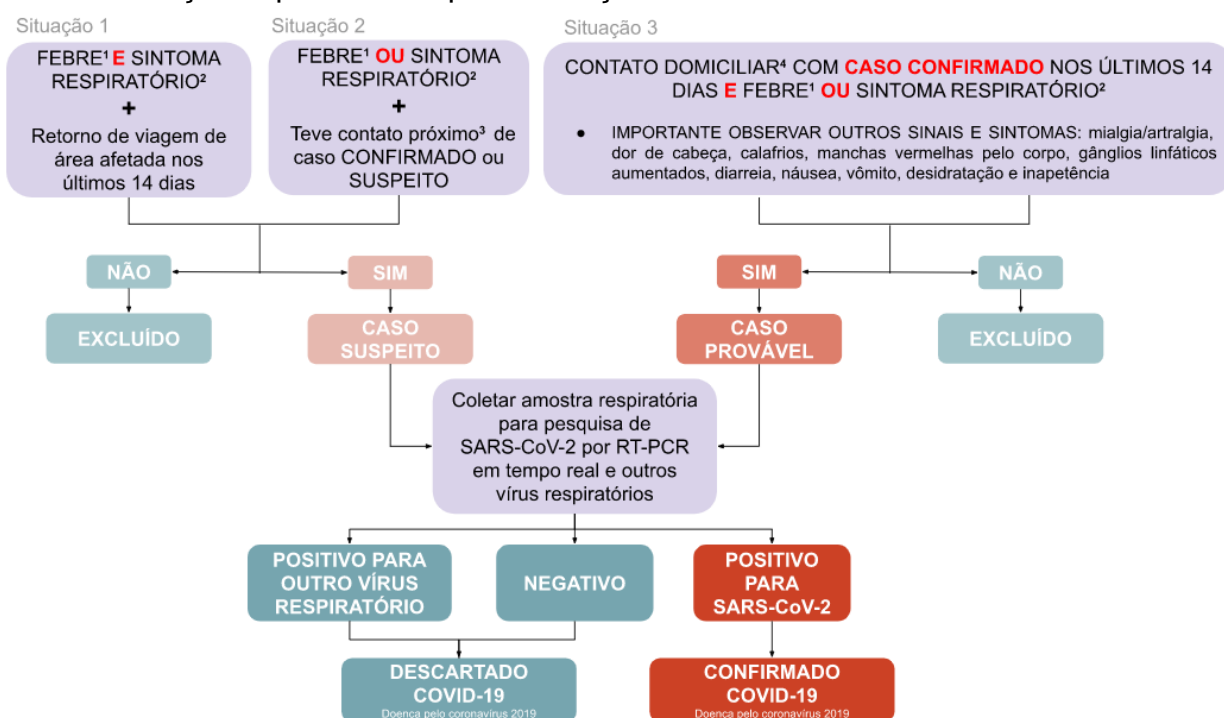 Situação 1
Situação 2
Situação 3
FEBRE¹ E SINTOMA
RESPIRATÓRIO²
+
Retorno de viagem de
área afetada nos
últimos 14 dias
FEBRE¹ OU SINTOMA
RESPIRATÓRIO²
+
Teve contato próximo³ de
caso CONFIRMADO ou
SUSPEITO
CONTATO DOMICILIAR⁴ COM CASO CONFIRMADO NOS ÚLTIMOS 14
DIAS E FEBRE¹ OU SINTOMA RESPIRATÓRIO²
● IMPORTANTE OBSERVAR OUTROS SINAIS E SINTOMAS: mialgia/artralgia,
dor de cabeça, calafrios, manchas vermelhas pelo corpo, gânglios linfáticos
aumentados, diarreia, náusea, vômito, desidratação e inapetência
NÃO
SIM
SIM
NÃO
EXCLUÍDO
CASO
SUSPEITO
CASO
PROVÁVEL
EXCLUÍDO
Coletar amostra respiratória
para pesquisa de
SARS-CoV-2 por RT-PCR
em tempo real e outros
vírus respiratórios
POSITIVO PARA
OUTRO VÍRUS
RESPIRATÓRIO
NEGATIVO
POSITIVO
PARA
SARS-CoV-2
DESCARTADO
COVID-19
Doença pelo coronavírus 2019
CONFIRMADO
COVID-19
Doença pelo coronavírus 2019